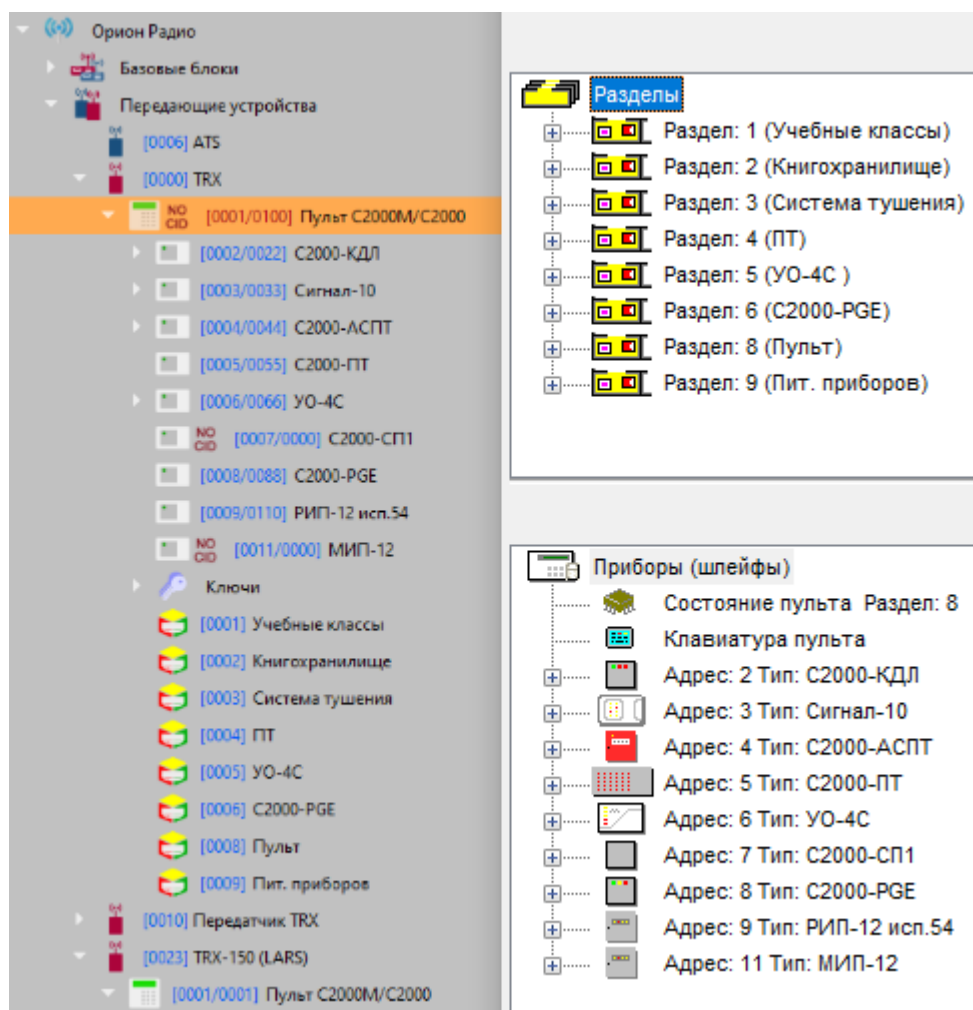 Орион Радио
Базовые блоки
Передающие устройства
[0006] ATS
[0000] TRX
NO CID [0001/0100] Пульт С2000М/С2000
[0002/0022] С2000-КДЛ
[0003/0033] Сигнал-10
[0004/0044] С2000-АСПТ
[0005/0055] С2000-ПТ
[0006/0066] УО-4С
NO CID [0007/0000] С2000-СП1
[0008/0088] С2000-PGE
[0009/0110] РИП-12 исп.54
NO CID [0011/0000] МИП-12
Ключи
[0001] Учебные классы
[0002] Книгохранилище
[0003] Система тушения
[0004] ПТ
[0005] УО-4С
[0006] С2000-PGE
[0008] Пульт
[0009] Пит. приборов
[0010] Передатчик TRX
[0023] TRX-150 (LARS)
[0001/0001] Пульт С2000М/С2000
Разделы
Раздел: 1 (Учебные классы)
Раздел: 2 (Книгохранилище)
Раздел: 3 (Система тушения)
Раздел: 4 (ПТ)
Раздел: 5 (УО-4С )
Раздел: 6 (С2000-PGE)
Раздел: 8 (Пульт)
Раздел: 9 (Пит. приборов)
Приборы (шлейфы)
Состояние пульта Раздел: 8
Клавиатура пульта
Адрес: 2 Тип: С2000-КДЛ
Адрес: 3 Тип: Сигнал-10
Адрес: 4 Тип: С2000-АСПТ
Адрес: 5 Тип: С2000-ПТ
Адрес: 6 Тип: УО-4С
Адрес: 7 Тип: С2000-СП1
Адрес: 8 Тип: С2000-PGE
Адрес: 9 Тип: РИП-12 исп.54
Адрес: 11 Тип: МИП-12